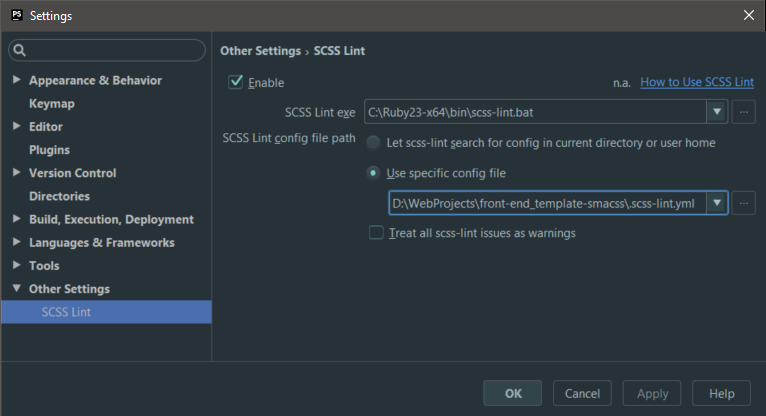 PS Settings
Other Settings › SCSS Lint
Appearance & Behavior
Keymap
Editor
Plugins
Version Control
Directories
Build, Execution, Deployment
Languages & Frameworks
Tools
Other Settings
SCSS Lint
Enable
n.a. How to Use SCSS Lint
SCSS Lint exe C:\Ruby23-x64\bin\scss-lint.bat ...
SCSS Lint config file path Let scss-lint search for config in current directory or user home
Use specific config file
D:\WebProjects\front-end_template-smacss\.scss-lint.yml ...
Treat all scss-lint issues as warnings
OK Cancel Apply Help